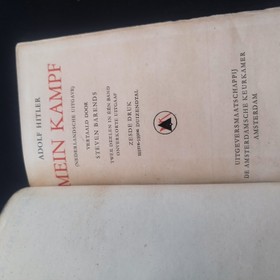 ADOLF HITLER
MEIN KAMPF
(NEDERLANDSCHE UITGAVE)
VERTAALD DOOR
STEVEN BARENDS
TWEE DEELEN IN ÉÉN BAND
ONVERKORTE UITGAAF
ZESDE DRUK
UITGEVERSMAATSCHAPPIJ
DE AMSTERDAMSCHE KEURKAMER
AMSTERDAM